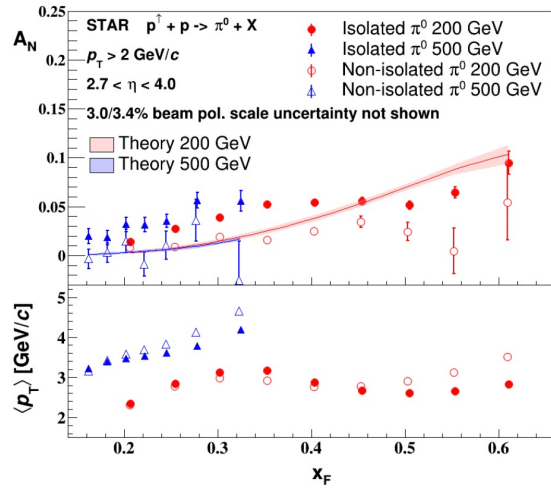 A_N
STAR p↑ + p -> π⁰ + X
p_T > 2 GeV/c
2.7 < η < 4.0
3.0/3.4% beam pol. scale uncertainty not shown
Isolated π⁰ 200 GeV
Isolated π⁰ 500 GeV
Non-isolated π⁰ 200 GeV
Non-isolated π⁰ 500 GeV
Theory 200 GeV
Theory 500 GeV
0.25
0.2
0.15
0.1
0.05
0
⟨p_T⟩ [GeV/c]
5
4
3
2
0.2 0.3 0.4 0.5 0.6
x_F